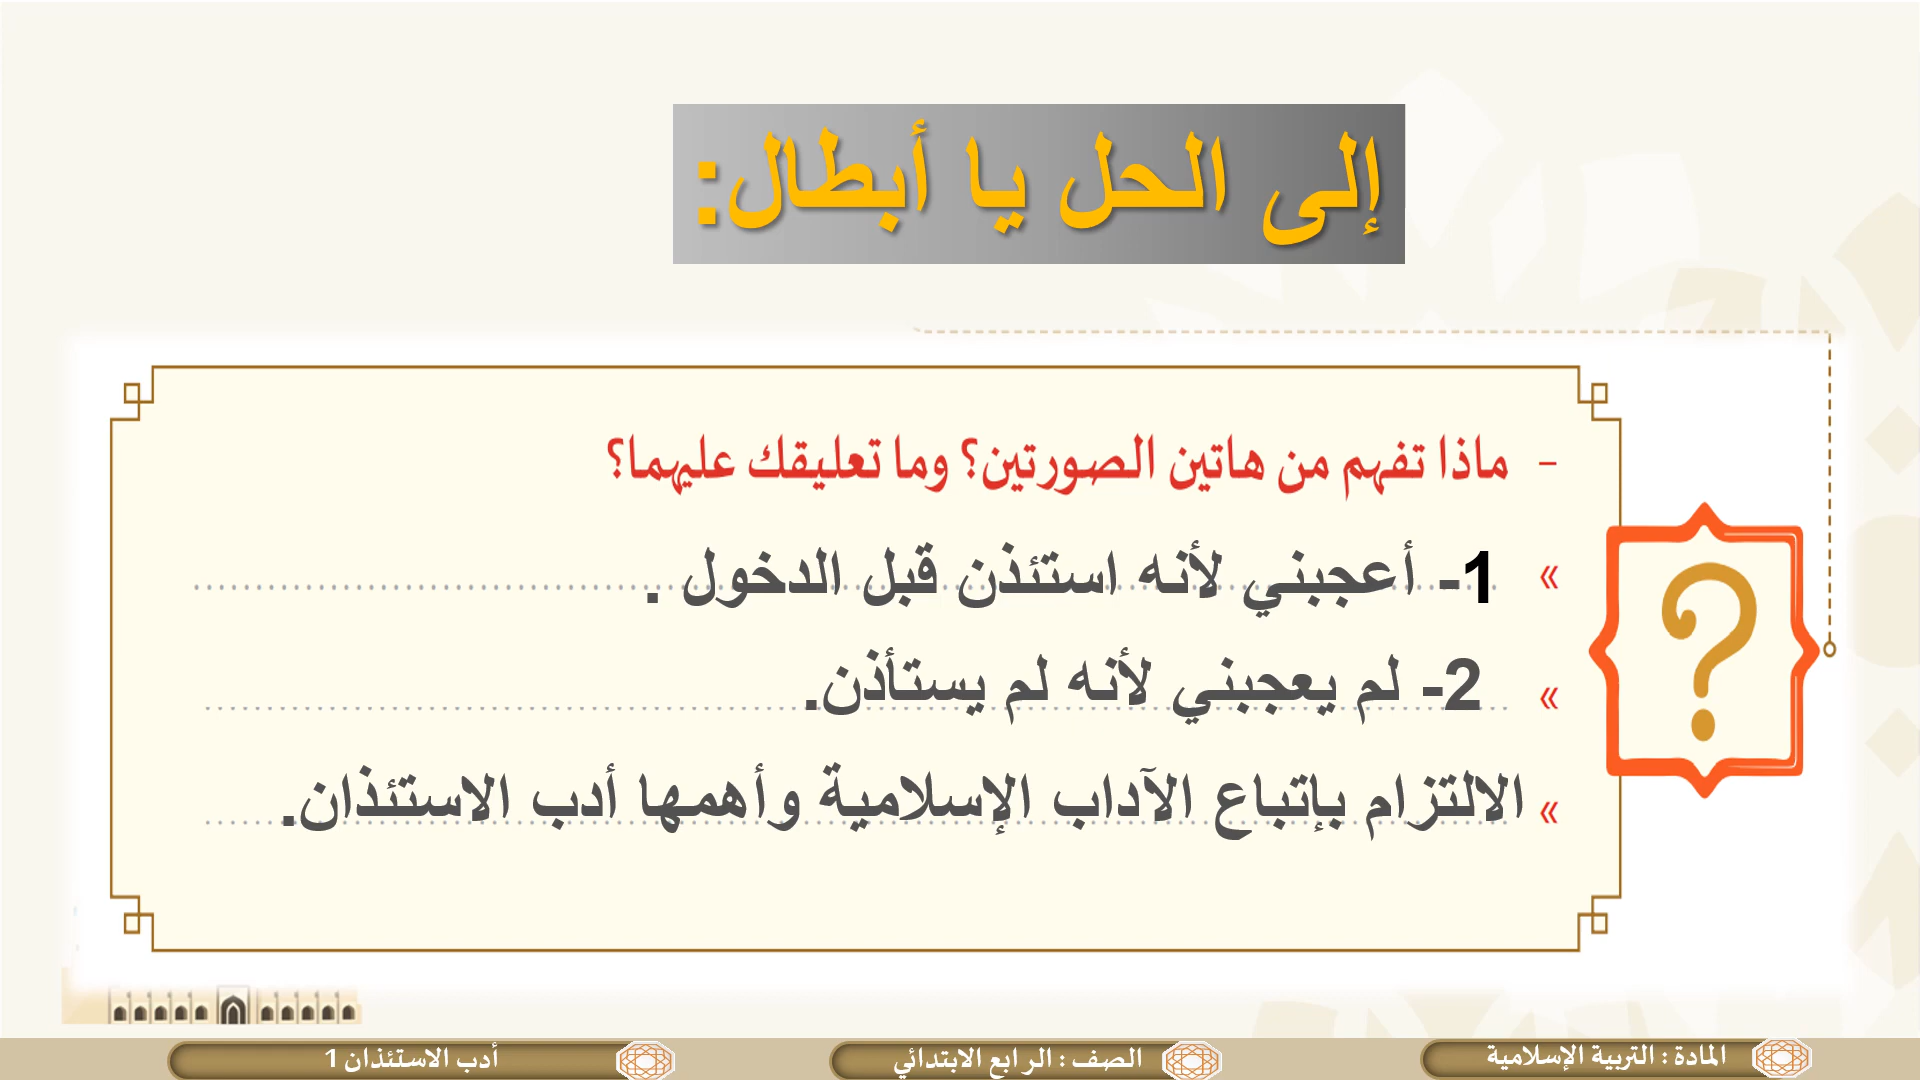 إلى الحل يا أبطال:
- ماذا تفهم من هاتين الصورتين؟ وما تعليقك عليهما؟
» 1- أعجبني لأنه استئذن قبل الدخول .
» 2- لم يعجبني لأنه لم يستأذن.
» الالتزام بإتباع الآداب الإسلامية وأهمها أدب الاستئذان.
?
المادة : التربية الإسلامية
الصف : الرابع الابتدائي
أدب الاستئذان 1